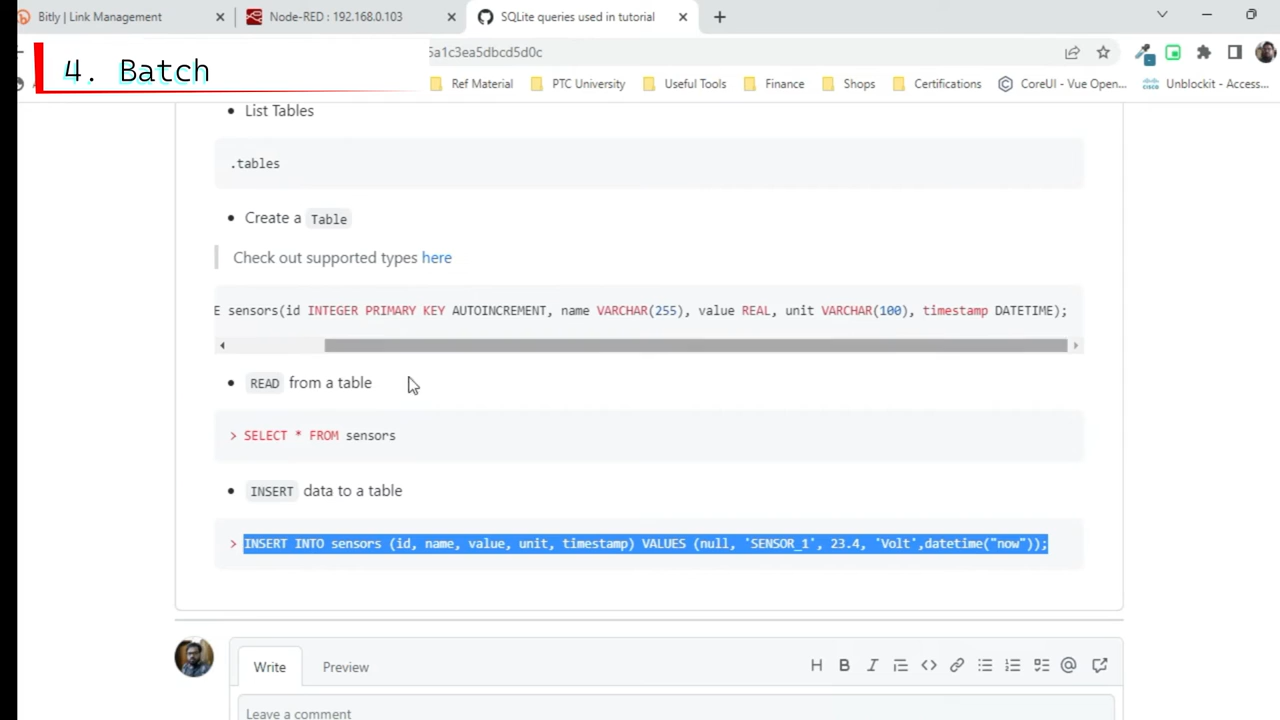 Bitly | Link Management
Node-RED : 192.168.0.103
SQLite queries used in tutorial
4. Batch
5a1c3ea5dbcd5d0c
Ref Material
PTC University
Useful Tools
Finance
Shops
Certifications
CoreUI - Vue Open...
Unblockit - Access...
• List Tables
.tables
• Create a Table
Check out supported types here
E sensors(id INTEGER PRIMARY KEY AUTOINCREMENT, name VARCHAR(255), value REAL, unit VARCHAR(100), timestamp DATETIME);
• READ from a table
> SELECT * FROM sensors
• INSERT data to a table
> INSERT INTO sensors (id, name, value, unit, timestamp) VALUES (null, 'SENSOR_1', 23.4, 'Volt',datetime("now"));
Write
Preview
Leave a comment